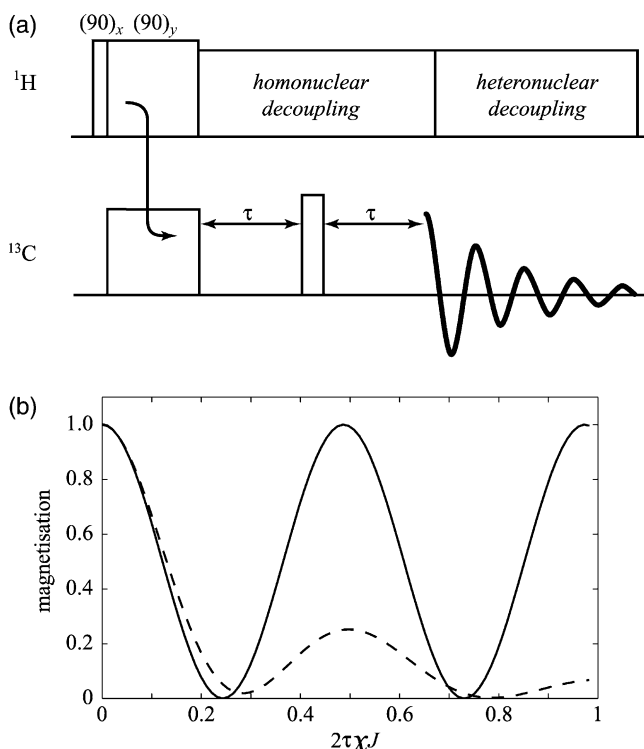 (a)
(90)x (90)y
¹H
homonuclear
decoupling
heteronuclear
decoupling
τ
τ
¹³C
(b)
1.0
0.8
0.6
0.4
0.2
0
magnetisation
0
0.2
0.4
0.6
0.8
1
2τχJ